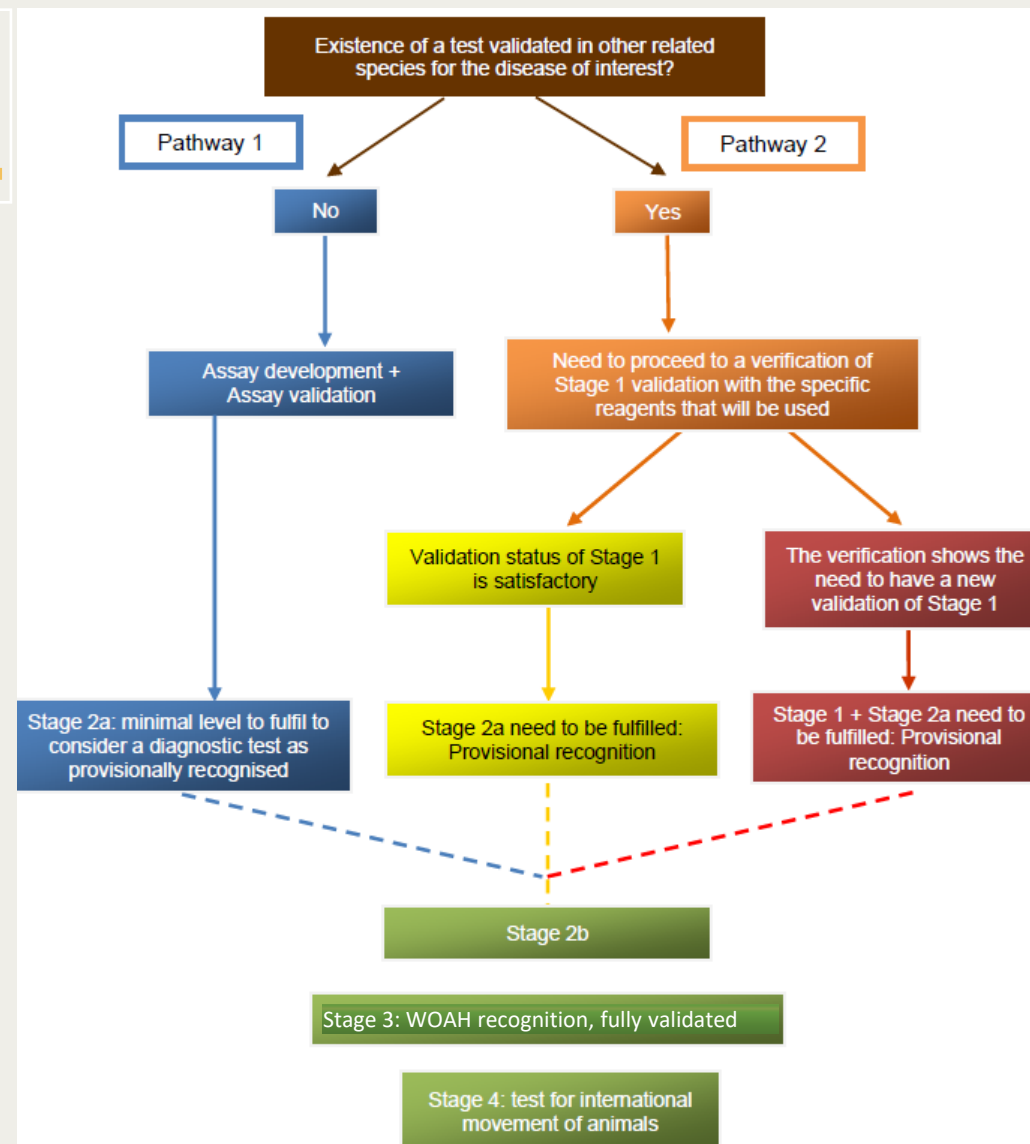 Existence of a test validated in other related
species for the disease of interest?
Pathway 1
Pathway 2
No
Yes
Assay development +
Assay validation
Need to proceed to a verification of
Stage 1 validation with the specific
reagents that will be used
Validation status of Stage 1
is satisfactory
The verification shows the
need to have a new
validation of Stage 1
Stage 2a: minimal level to fulfil to
consider a diagnostic test as
provisionally recognised
Stage 2a need to be fulfilled:
Provisional recognition
Stage 1 + Stage 2a need to
be fulfilled: Provisional
recognition
Stage 2b
Stage 3: WOAH recognition, fully validated
Stage 4: test for international
movement of animals